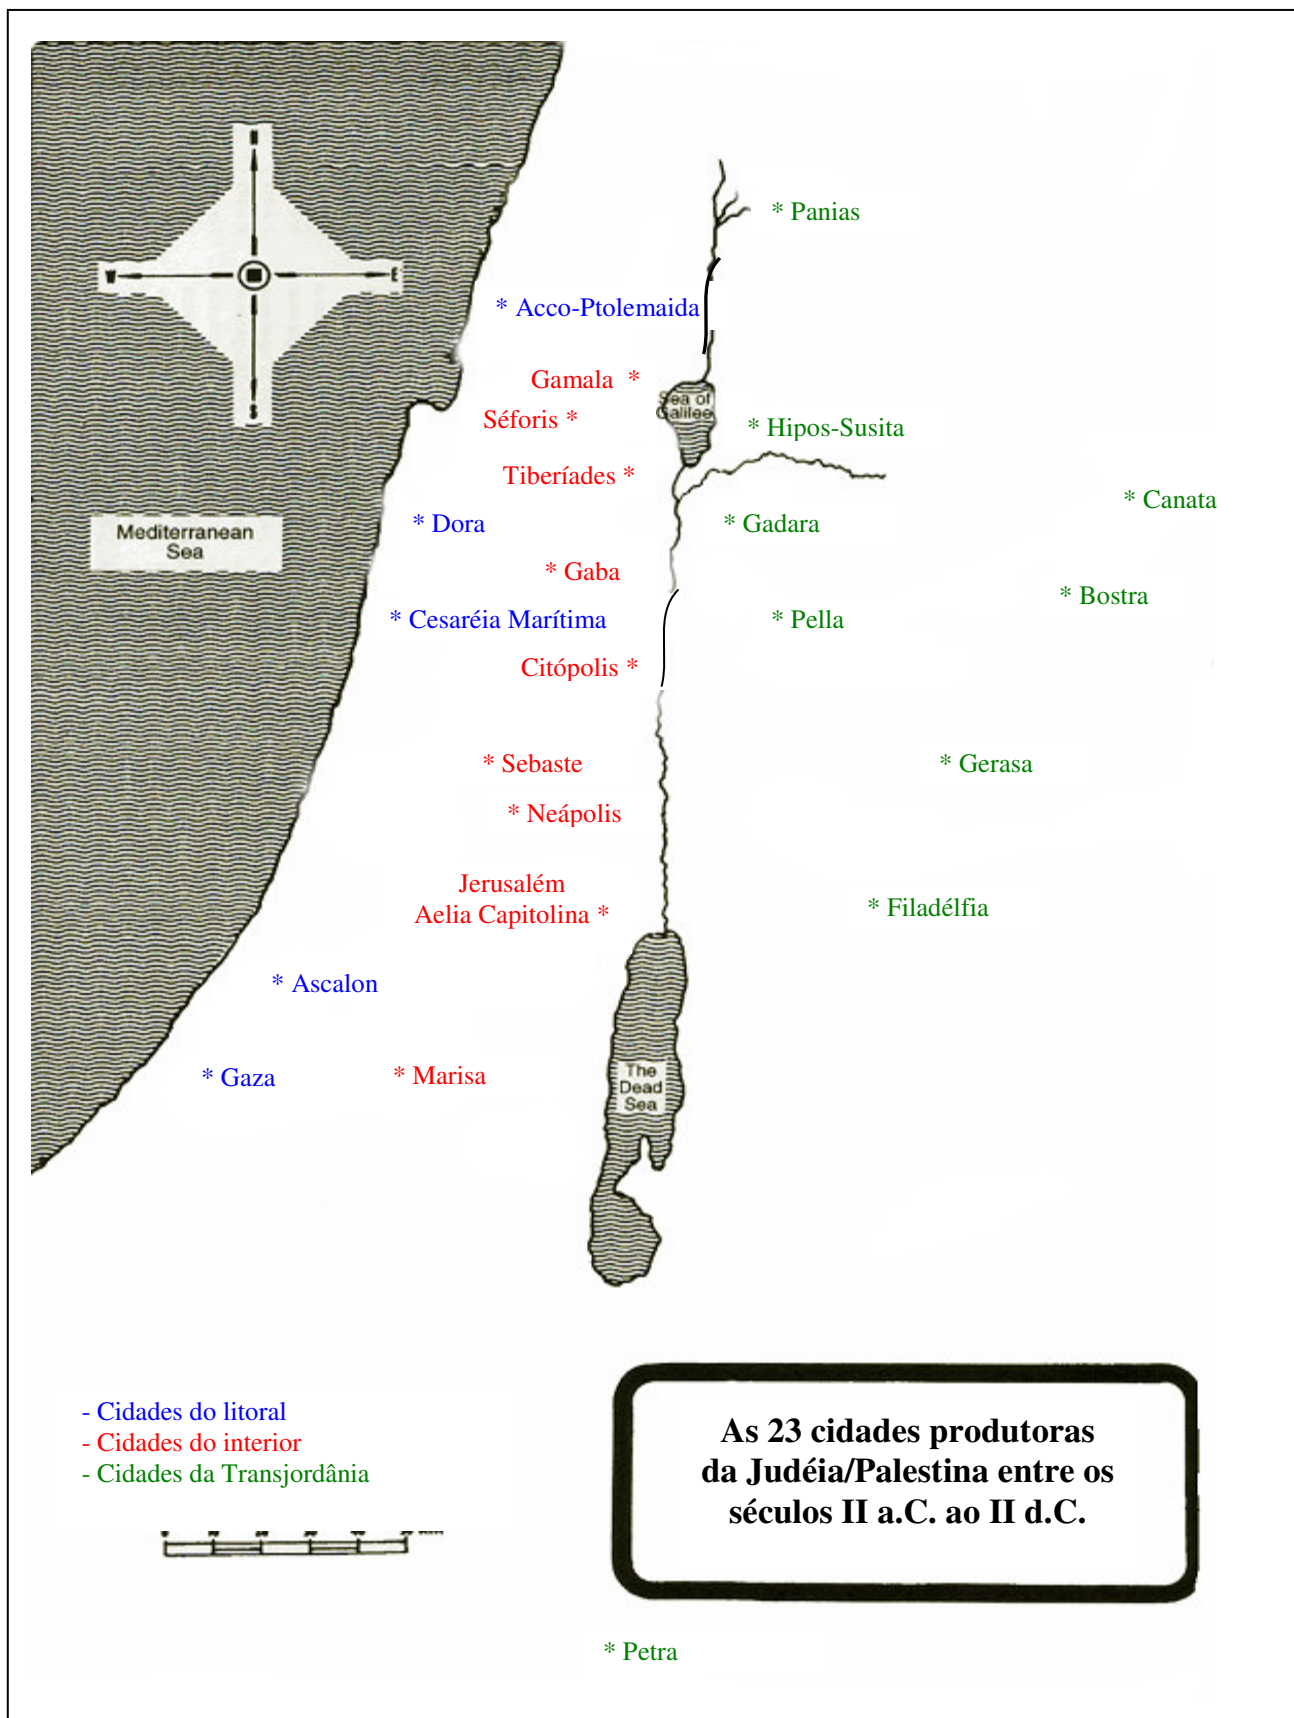 N
W
E
S
* Panias
* Acco-Ptolemaida
Gamala *
Sea of
Galilee
Séforis *
* Hipos-Susita
Tiberíades *
* Canata
Mediterranean
Sea
* Dora
* Gadara
* Gaba
* Bostra
* Cesaréia Marítima
* Pella
Citópolis *
* Sebaste
* Gerasa
* Neápolis
Jerusalém
Aelia Capitolina *
* Filadélfia
* Ascalon
* Gaza
* Marisa
The
Dead
Sea
- Cidades do litoral
- Cidades do interior
- Cidades da Transjordânia
As 23 cidades produtoras
da Judéia/Palestina entre os
séculos II a.C. ao II d.C.
* Petra